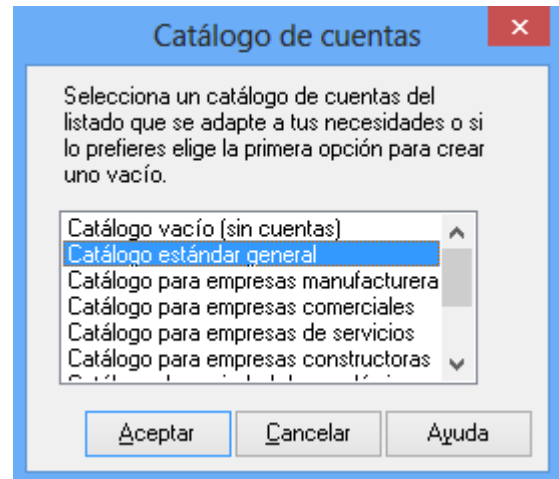 Catálogo de cuentas
Selecciona un catálogo de cuentas del
listado que se adapte a tus necesidades o si
lo prefieres elige la primera opción para crear
uno vacío.
Catálogo vacío (sin cuentas)
Catálogo estándar general
Catálogo para empresas manufacturera
Catálogo para empresas comerciales
Catálogo para empresas de servicios
Catálogo para empresas constructoras
Aceptar
Cancelar
Ayuda